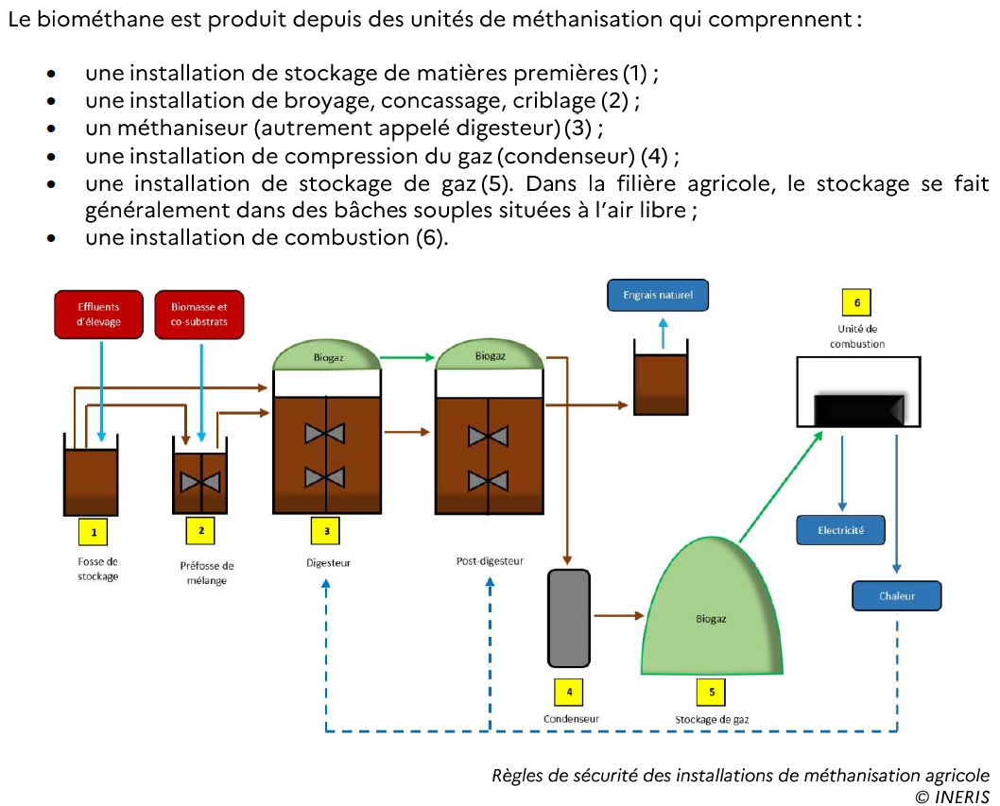 Le biométhane est produit depuis des unités de méthanisation qui comprennent :
• une installation de stockage de matières premières (1) ;
• une installation de broyage, concassage, criblage (2) ;
• un méthaniseur (autrement appelé digesteur) (3) ;
• une installation de compression du gaz (condenseur) (4) ;
• une installation de stockage de gaz (5). Dans la filière agricole, le stockage se fait
généralement dans des bâches souples situées à l’air libre ;
• une installation de combustion (6).
Effluents
d'élevage
Biomasse et
co-substrats
Biogaz
Biogaz
Engrais naturel
6
Unité de
combustion
1
Fosse de
stockage
2
Préfosse de
mélange
3
Digesteur
Post-digesteur
Electricité
Chaleur
Biogaz
4
Condenseur
5
Stockage de gaz
Règles de sécurité des installations de méthanisation agricole
© INERIS